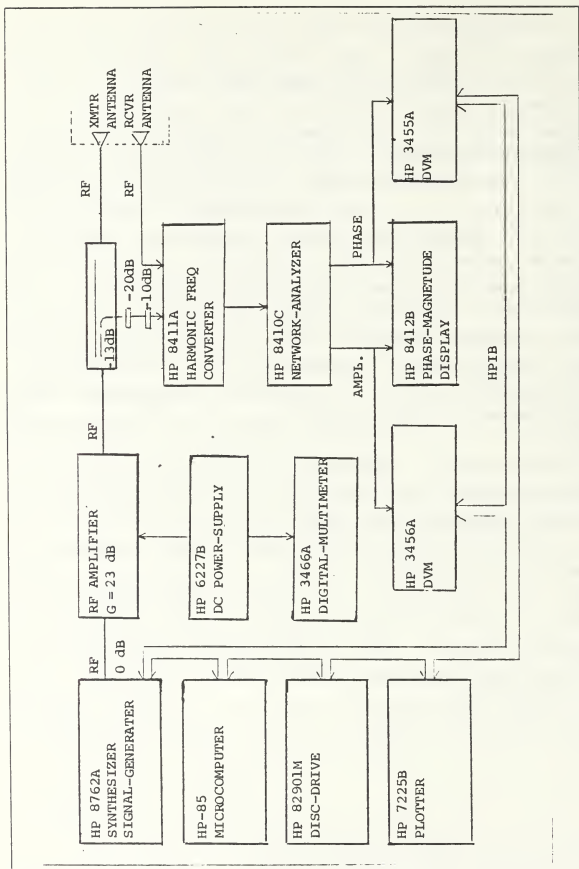 HP 8762A
SYNTHESIZER
SIGNAL-GENERATER
RF
0 dB
RF AMPLIFIER
G = 23 dB
RF
-13dB
-20dB
-10dB
RF
XMTR
ANTENNA
RF
RCVR
ANTENNA
HP-85
MICROCOMPUTER
HP 6227B
DC POWER-SUPPLY
HP 8411A
HARMONIC FREQ
CONVERTER
HP 82901M
DISC-DRIVE
HP 3466A
DIGITAL-MULTIMETER
HP 8410C
NETWORK-ANALYZER
AMPL.
PHASE
HP 7225B
PLOTTER
HP 3456A
DVM
HP 8412B
PHASE-MAGNETUDE
DISPLAY
HP 3455A
DVM
HPIB